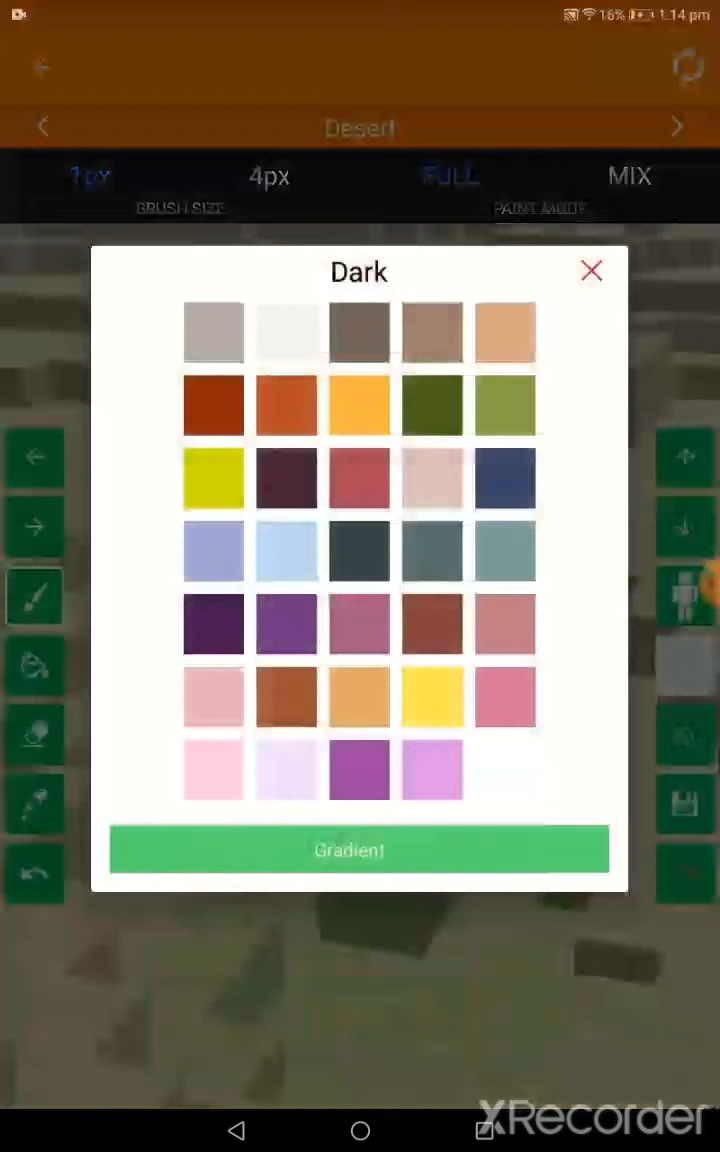 16% 1:14 pm
Desert
1px 4px FULL MIX
BRUSH SIZE PAINT MODE
Dark
Gradient
XRecorder